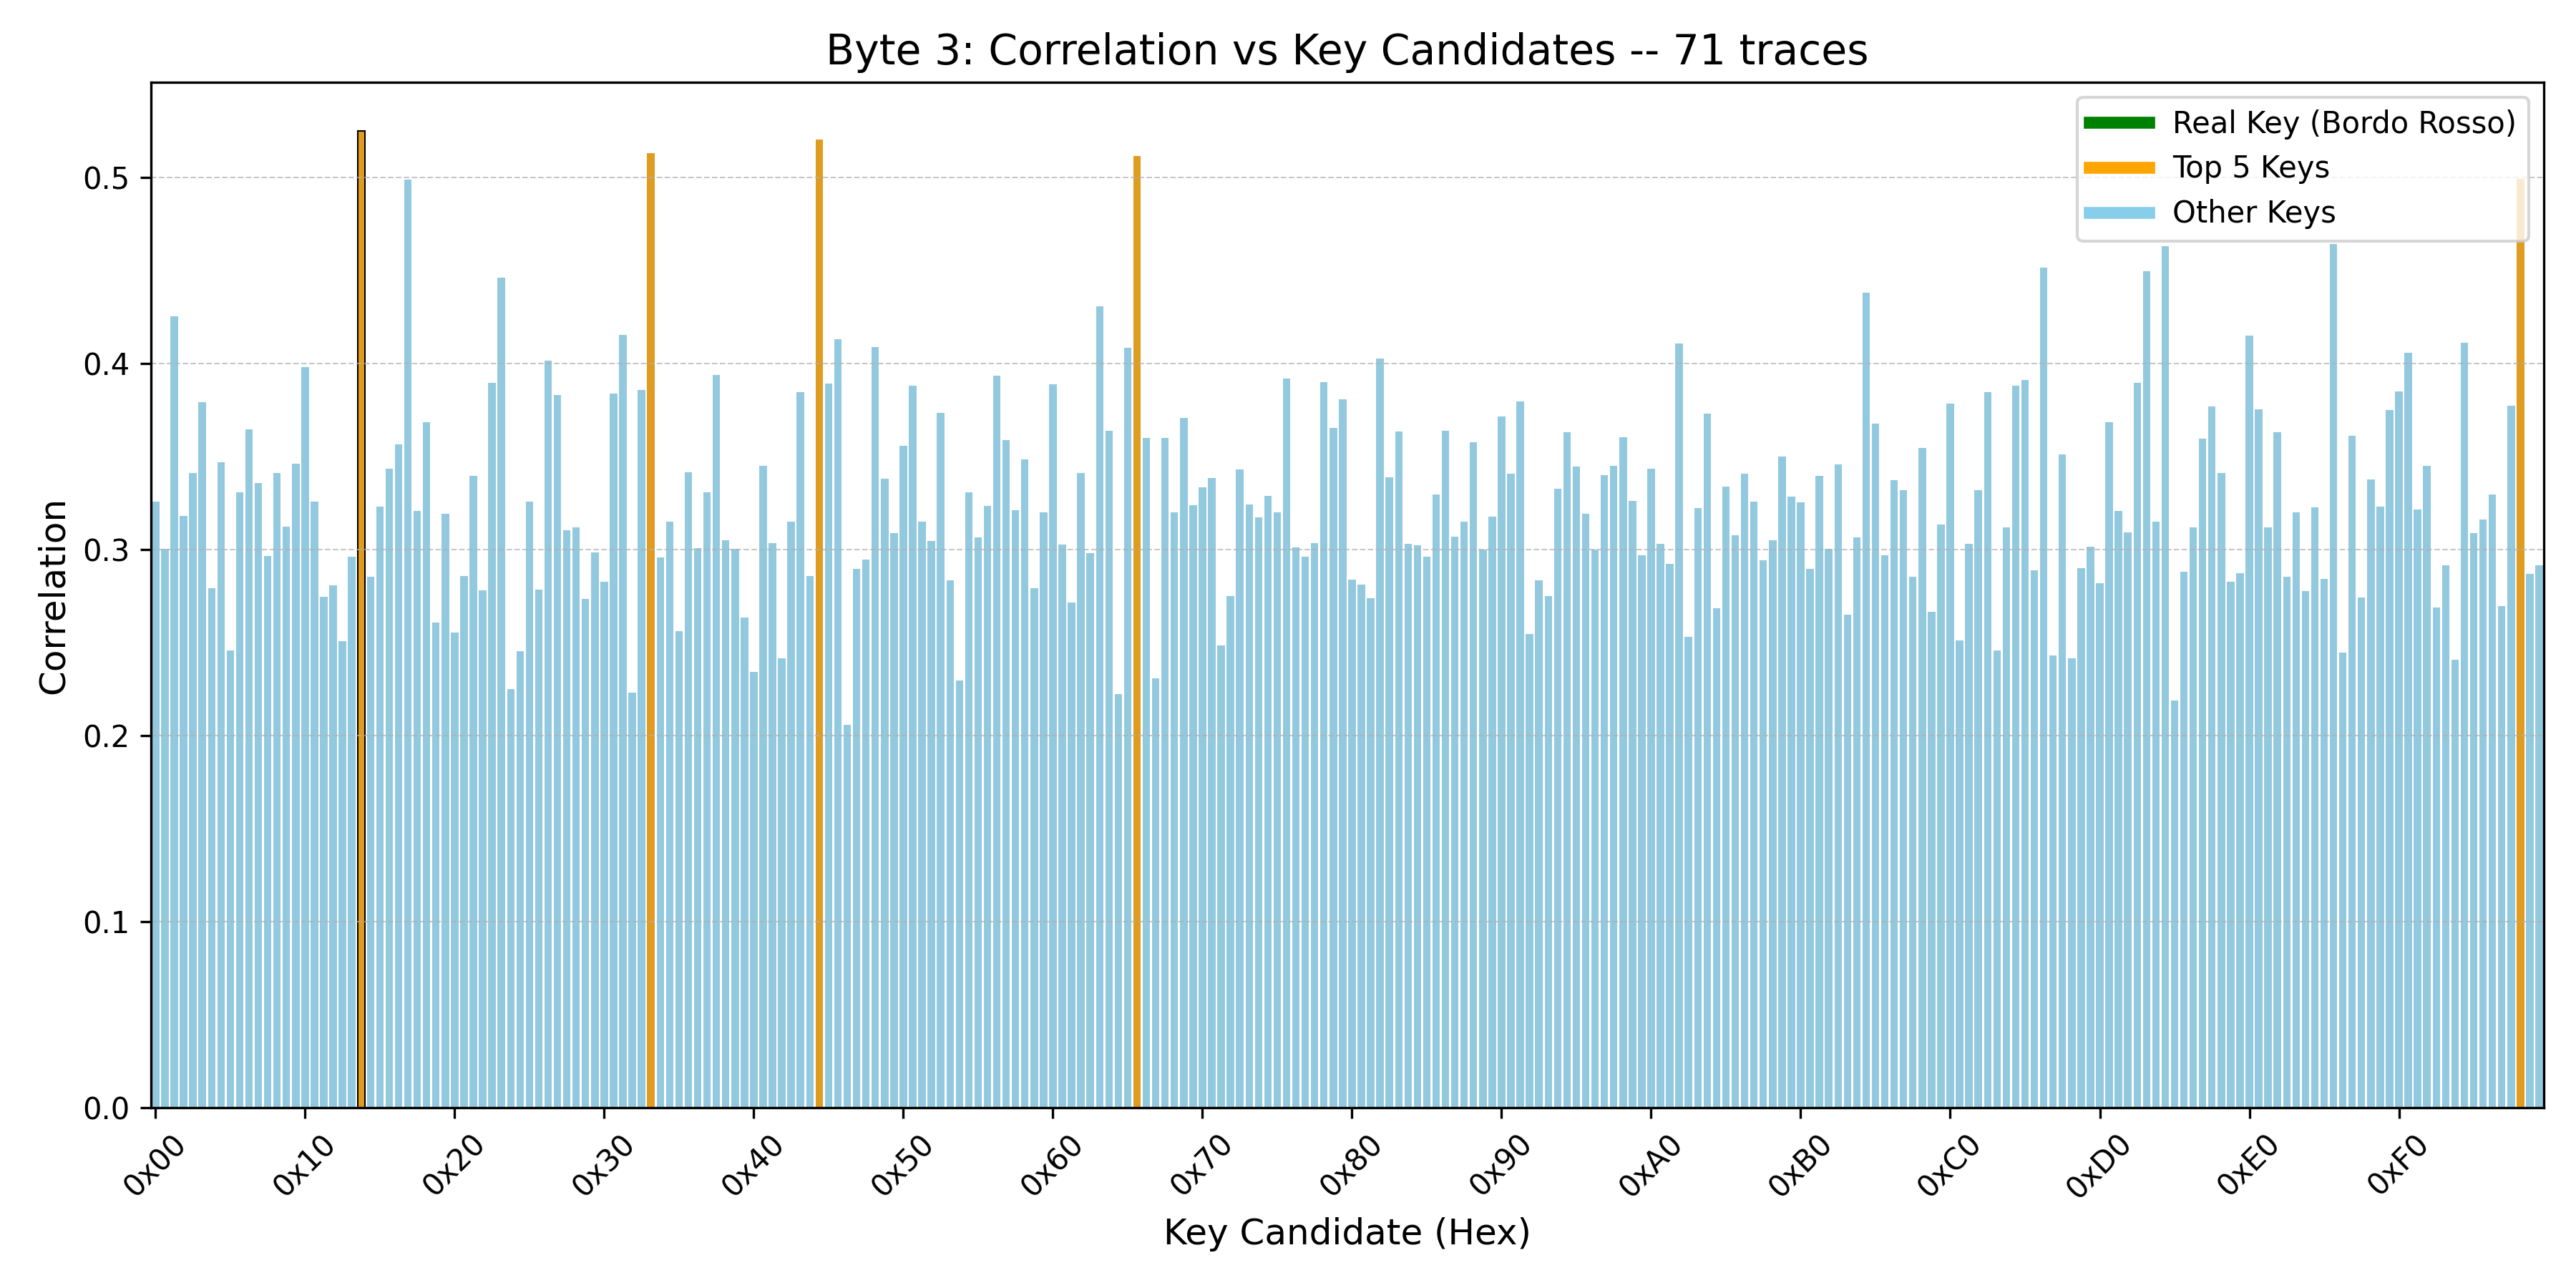 Byte 3: Correlation vs Key Candidates -- 71 traces
Real Key (Bordo Rosso)
Top 5 Keys
Other Keys
Correlation
0.5
0.4
0.3
0.2
0.1
0.0
0x00 0x10 0x20 0x30 0x40 0x50 0x60 0x70 0x80 0x90 0xA0 0xB0 0xC0 0xD0 0xE0 0xF0
Key Candidate (Hex)